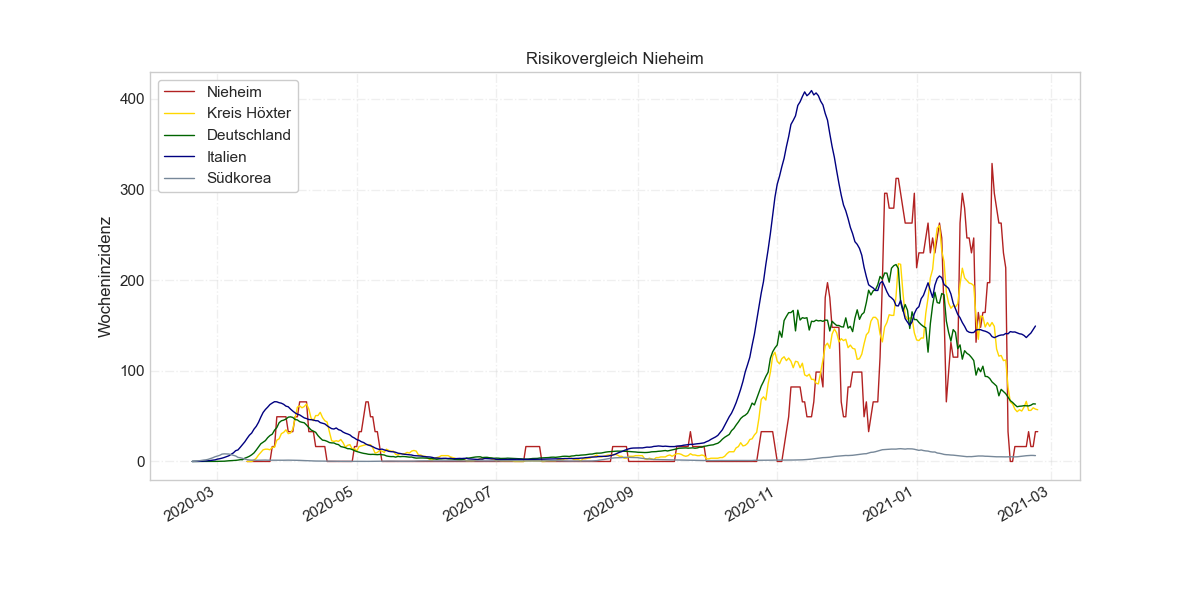 Risikovergleich Nieheim
Nieheim
Kreis Höxter
Deutschland
Italien
Südkorea
Wocheninzidenz
400
300
200
100
0
2020-03
2020-05
2020-07
2020-09
2020-11
2021-01
2021-03